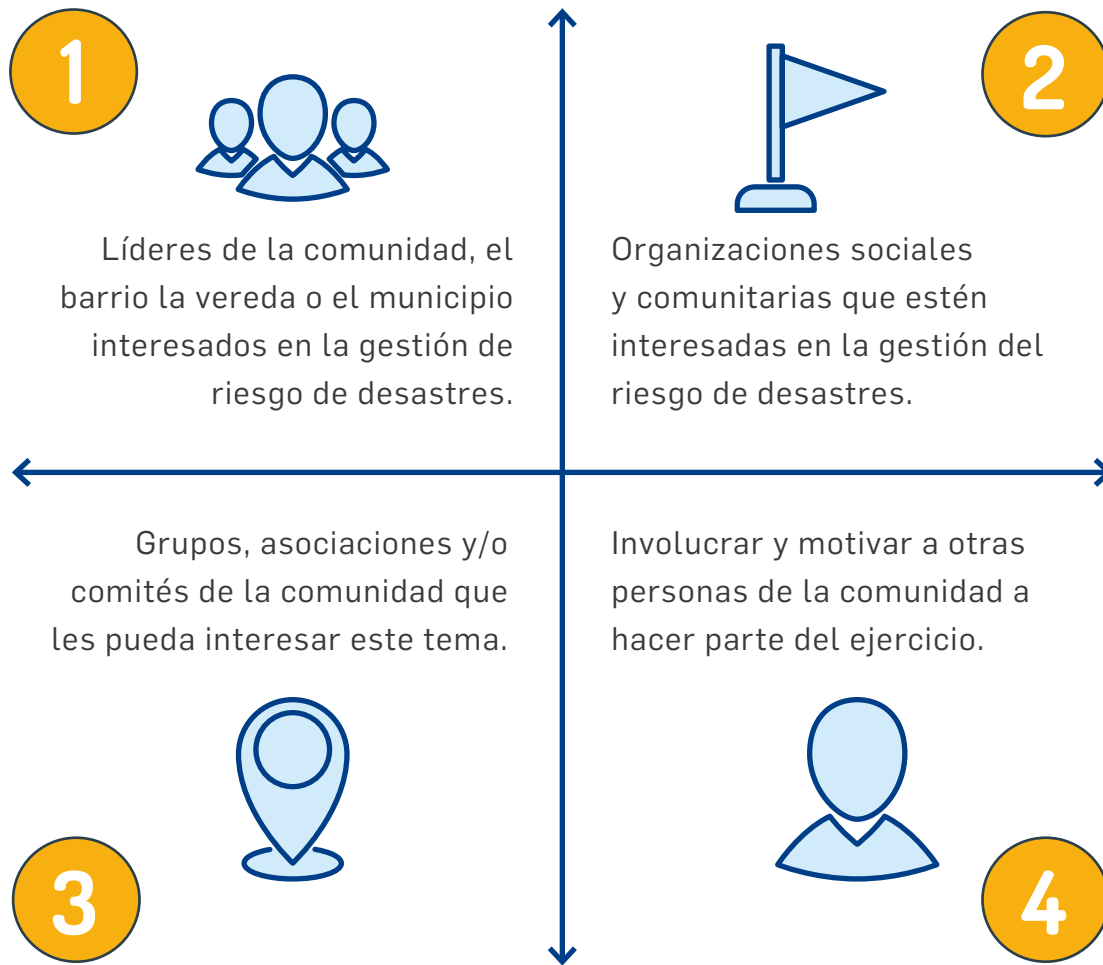 1
Líderes de la comunidad, el
barrio la vereda o el municipio
interesados en la gestión de
riesgo de desastres.
2
Organizaciones sociales
y comunitarias que estén
interesadas en la gestión del
riesgo de desastres.
Grupos, asociaciones y/o
comités de la comunidad que
les pueda interesar este tema.
3
Involucrar y motivar a otras
personas de la comunidad a
hacer parte del ejercicio.
4